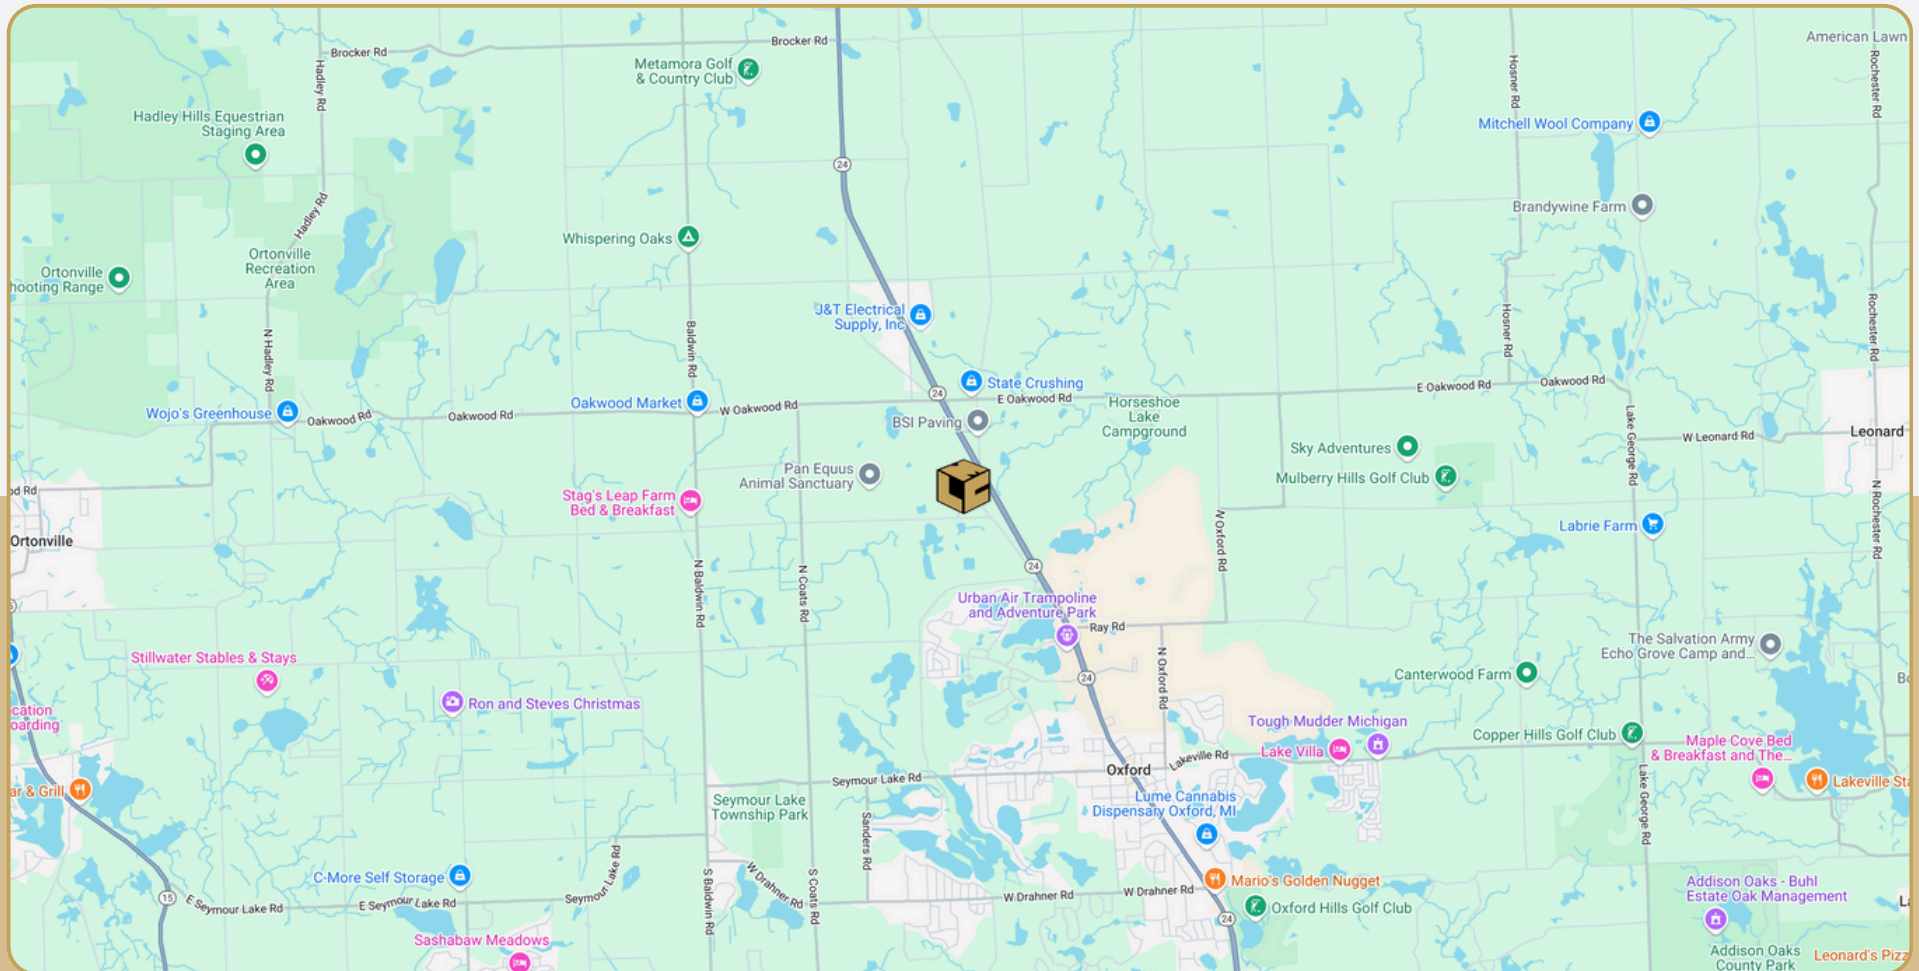 Brocker Rd
Brocker Rd
American Lawn
Metamora Golf
& Country Club
Hadley Rd
Hosner Rd
Rochester Rd
Hadley Hills Equestrian
Staging Area
Mitchell Wool Company
24
Hadley Rd
Brandywine Farm
Whispering Oaks
Ortonville
Recreation
Area
Ortonville
hooting Range
J&T Electrical
Supply, Inc
Hosner Rd
Rochester Rd
N Hadley Rd
Baldwin Rd
State Crushing
24
E Oakwood Rd
E Oakwood Rd
Oakwood Rd
Wojo's Greenhouse
Oakwood Rd
Oakwood Rd
Oakwood Market
W Oakwood Rd
BSI Paving
Horseshoe
Lake
Campground
Lake George Rd
W Leonard Rd
Leonard
Sky Adventures
Mulberry Hills Golf Club
Pan Equus
Animal Sanctuary
od Rd
Stag's Leap Farm
Bed & Breakfast
N Oxford Rd
N Rochester Rd
Labrie Farm
Ortonville
24
N Baldwin Rd
N Coats Rd
Urban Air Trampoline
and Adventure Park
Ray Rd
The Salvation Army
Echo Grove Camp and...
Stillwater Stables & Stays
N Oxford Rd
24
Canterwood Farm
Ron and Steves Christmas
ocation
oarding
Tough Mudder Michigan
Lake Villa
Copper Hills Golf Club
Maple Cove Bed
& Breakfast and The...
Lakeville Rd
Oxford
Seymour Lake Rd
Lakeville Sta
ar & Grill
Seymour Lake
Township Park
Lume Cannabis
Dispensary Oxford, MI
Sanders Rd
Lake George Rd
C-More Self Storage
Seymour Lake Rd
W Drahner Rd
W Drahner Rd
W Drahner Rd
Mario's Golden Nugget
Addison Oaks - Buhl
Estate Oak Management
15
E Seymour Lake Rd
E Seymour Lake Rd
S Baldwin Rd
S Coats Rd
24
Oxford Hills Golf Club
Sashabaw Meadows
Addison Oaks
County Park
Leonard's Pizz